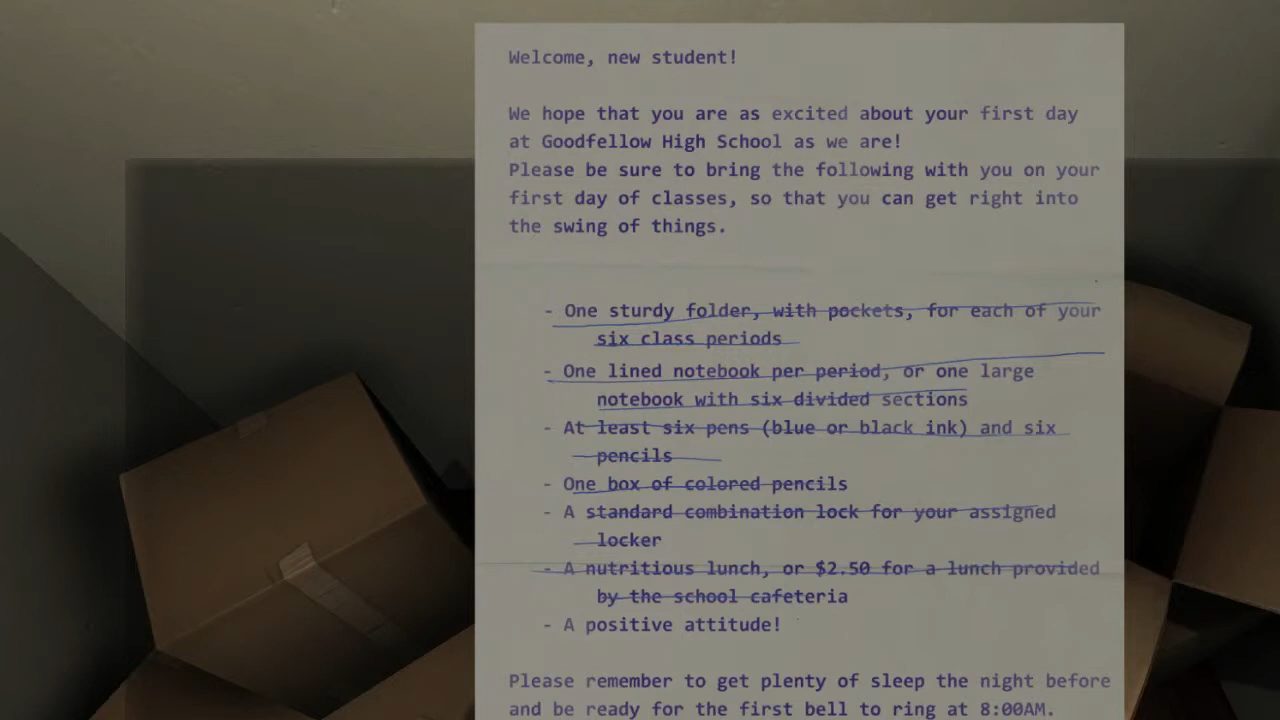 Welcome, new student!
We hope that you are as excited about your first day
at Goodfellow High School as we are!
Please be sure to bring the following with you on your
first day of classes, so that you can get right into
the swing of things.
- One sturdy folder, with pockets, for each of your
six class periods
- One lined notebook per period, or one large
notebook with six divided sections
- At least six pens (blue or black ink) and six
pencils
- One box of colored pencils
- A standard combination lock for your assigned
locker
- A nutritious lunch, or $2.50 for a lunch provided
by the school cafeteria
- A positive attitude!
Please remember to get plenty of sleep the night before
and be ready for the first bell to ring at 8:00AM.